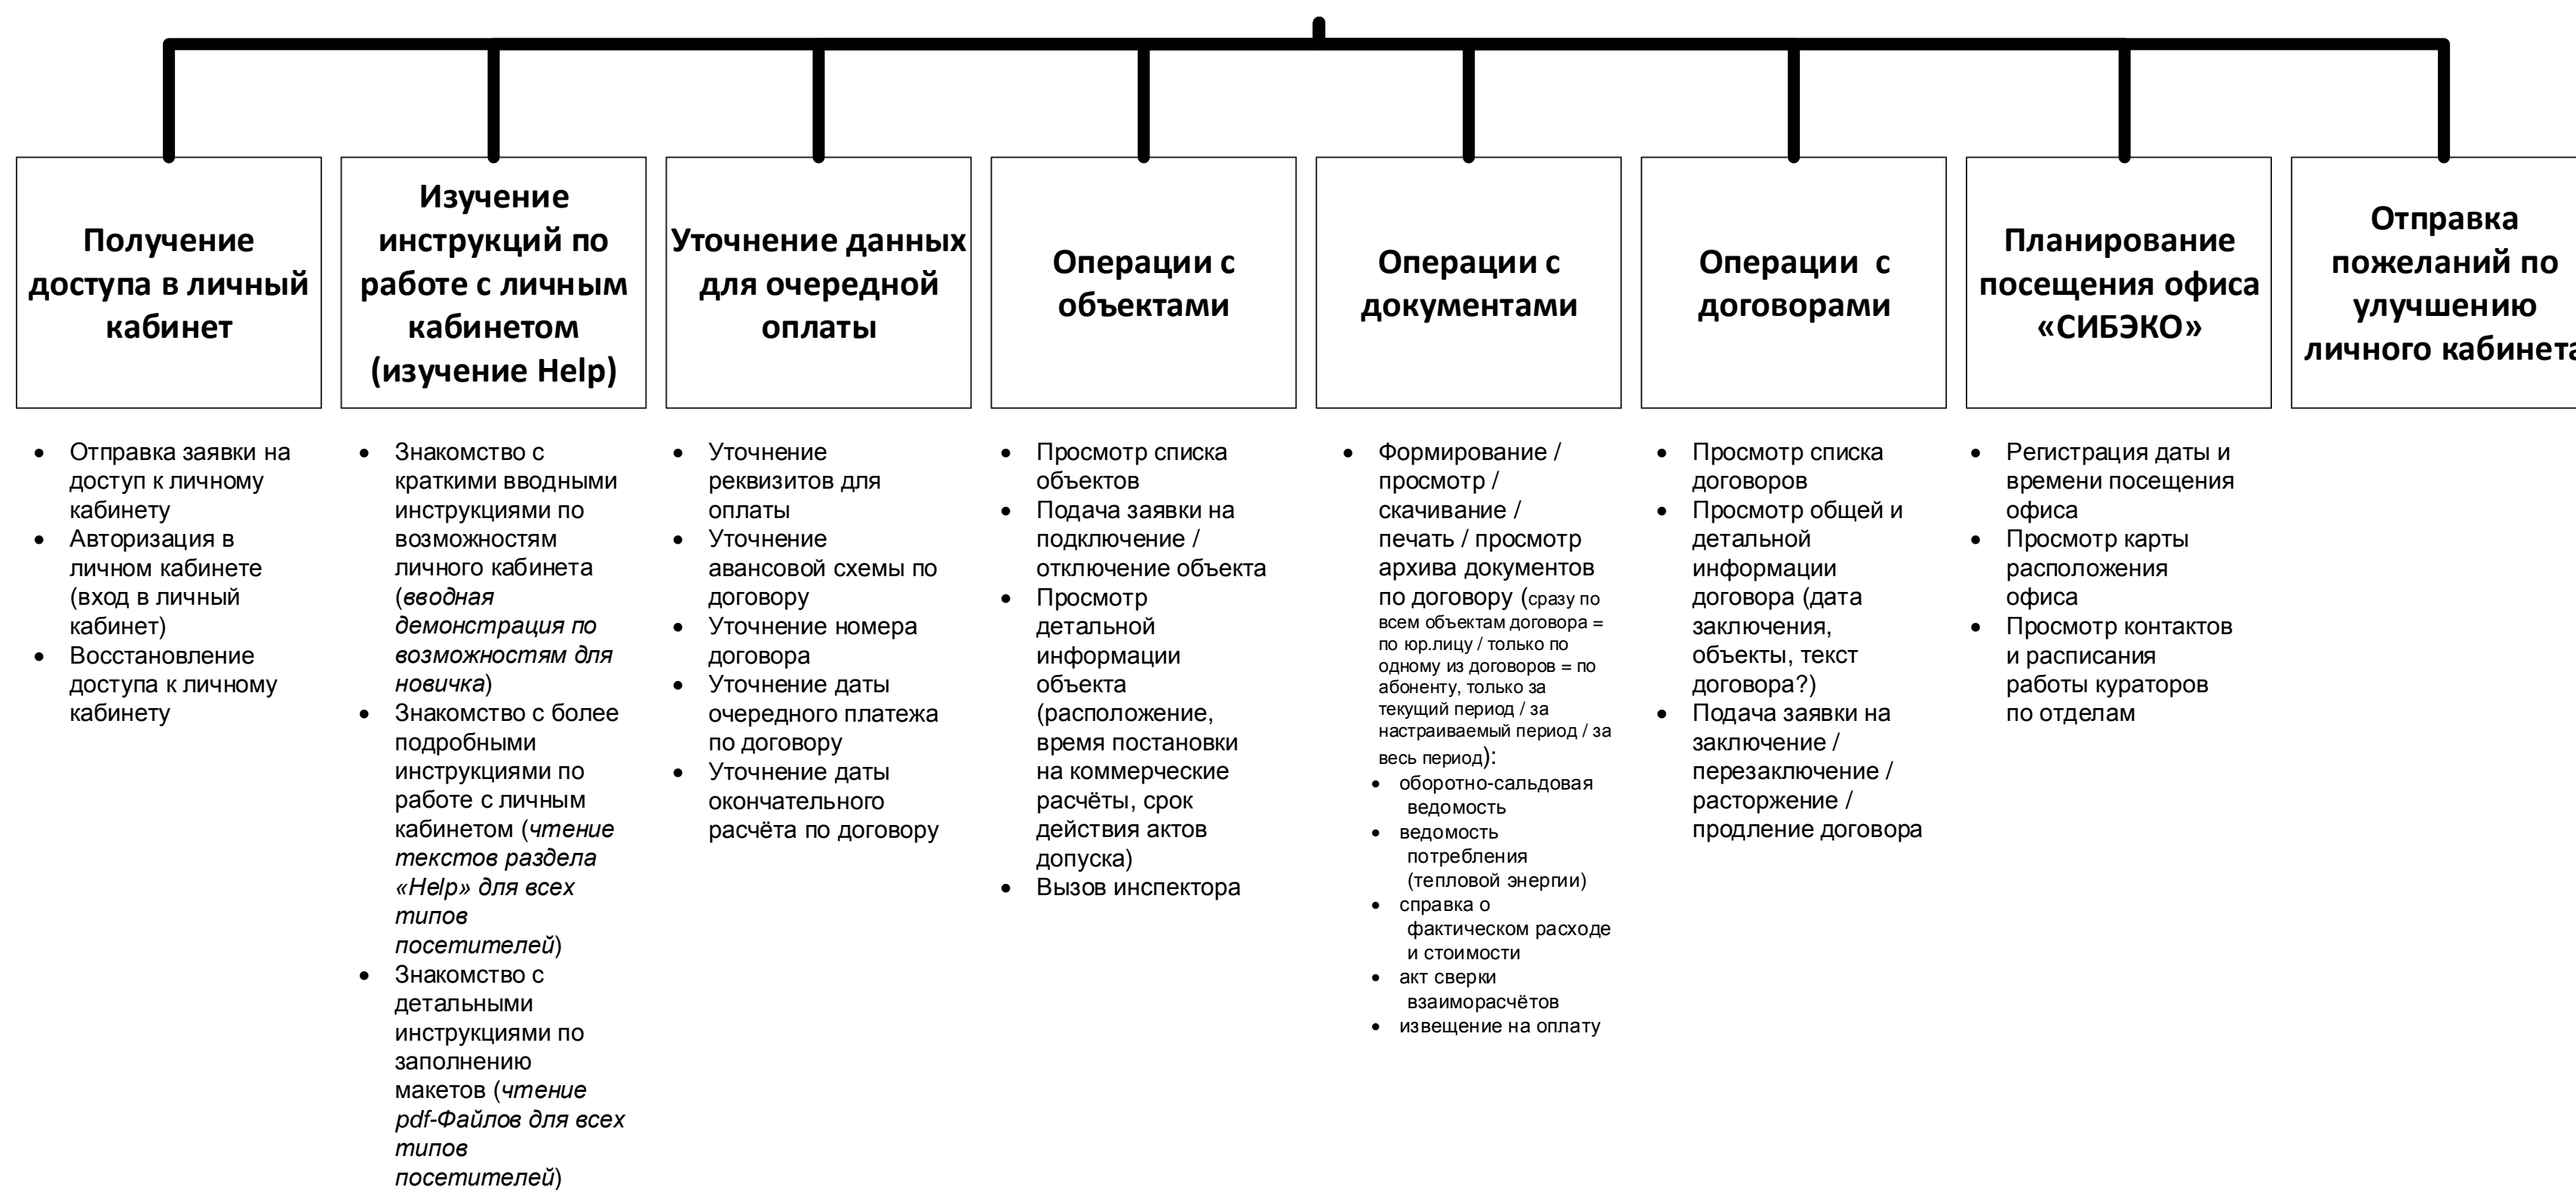 Получение
доступа в личный
кабинет
Изучение
инструкций по
работе с личным
кабинетом
(изучение Help)
Уточнение данных
для очередной
оплаты
Операции с
объектами
Операции с
документами
Операции с
договорами
Планирование
посещения офиса
«СИБЭКО»
Отправка
пожеланий по
улучшению
личного кабинета
• Отправка заявки на
доступ к личному
кабинету
• Авторизация в
личном кабинете
(вход в личный
кабинет)
• Восстановление
доступа к личному
кабинету
• Знакомство с
краткими вводными
инструкциями по
возможностям
личного кабинета
(вводная
демонстрация по
возможностям для
новичка)
• Знакомство с более
подробными
инструкциями по
работе с личным
кабинетом (чтение
текстов раздела
«Help» для всех
типов
посетителей)
• Знакомство с
детальными
инструкциями по
заполнению
макетов (чтение
pdf-Файлов для всех
типов
посетителей)
• Уточнение
реквизитов для
оплаты
• Уточнение
авансовой схемы по
договору
• Уточнение номера
договора
• Уточнение даты
очередного платежа
по договору
• Уточнение даты
окончательного
расчёта по договору
• Просмотр списка
объектов
• Подача заявки на
подключение /
отключение объекта
• Просмотр
детальной
информации
объекта
(расположение,
время постановки
на коммерческие
расчёты, срок
действия актов
допуска)
• Вызов инспектора
• Формирование /
просмотр /
скачивание /
печать / просмотр
архива документов
по договору (сразу по
всем объектам договора =
по юр.лицу / только по
одному из договоров = по
абоненту, только за
текущий период / за
настраиваемый период / за
весь период):
• оборотно-сальдовая
ведомость
• ведомость
потребления
(тепловой энергии)
• справка о
фактическом расходе
и стоимости
• акт сверки
взаиморасчётов
• извещение на оплату
• Просмотр списка
договоров
• Просмотр общей и
детальной
информации
договора (дата
заключения,
объекты, текст
договора?)
• Подача заявки на
заключение /
перезаключение /
расторжение /
продление договора
• Регистрация даты и
времени посещения
офиса
• Просмотр карты
расположения
офиса
• Просмотр контактов
и расписания
работы кураторов
по отделам